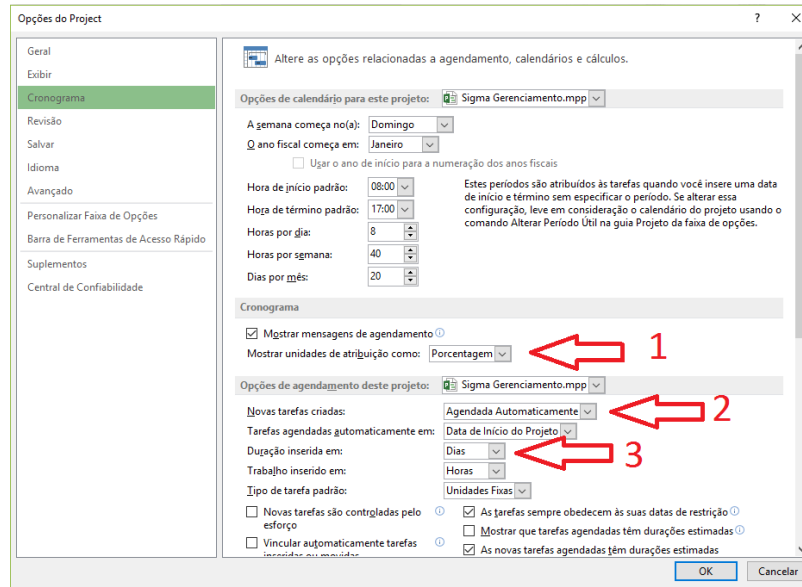 Opções do Project
? ×
Geral
Exibir
Cronograma
Revisão
Salvar
Idioma
Avançado
Personalizar Faixa de Opções
Barra de Ferramentas de Acesso Rápido
Suplementos
Central de Confiabilidade
Altere as opções relacionadas a agendamento, calendários e cálculos.
Opções de calendário para este projeto: Sigma Gerenciamento.mpp
A semana começa no(a): Domingo
O ano fiscal começa em: Janeiro
Usar o ano de início para a numeração dos anos fiscais
Hora de início padrão: 08:00
Hora de término padrão: 17:00
Horas por dia: 8
Horas por semana: 40
Dias por mês: 20
Estes períodos são atribuídos às tarefas quando você insere uma data
de início e término sem especificar o período. Se alterar essa
configuração, leve em consideração o calendário do projeto usando o
comando Alterar Período Útil na guia Projeto da faixa de opções.
Cronograma
Mostrar mensagens de agendamento
Mostrar unidades de atribuição como: Porcentagem 1
Opções de agendamento deste projeto: Sigma Gerenciamento.mpp
Novas tarefas criadas: Agendada Automaticamente 2
Tarefas agendadas automaticamente em: Data de Início do Projeto
Duração inserida em: Dias 3
Trabalho inserido em: Horas
Tipo de tarefa padrão: Unidades Fixas
Novas tarefas são controladas pelo
esforço
Vincular automaticamente tarefas
inseridas ou movidas
As tarefas sempre obedecem às suas datas de restrição
Mostrar que tarefas agendadas têm durações estimadas
As novas tarefas agendadas têm durações estimadas
OK Cancelar